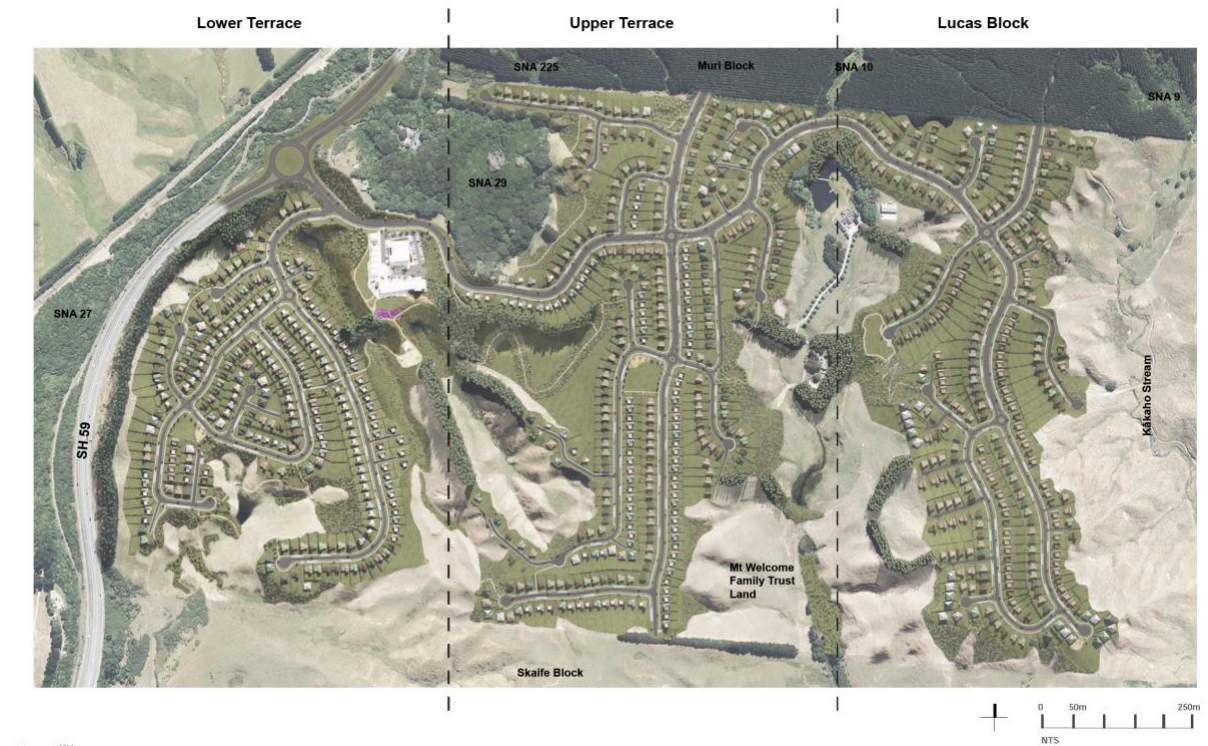 Lower Terrace
Upper Terrace
Lucas Block
SNA 225
Muri Block
SNA 10
SNA 9
SNA 29
SNA 27
SH 59
Kākaho Stream
Mt Welcome
Family Trust
Land
Skaife Block
0 50m 250m
NTS